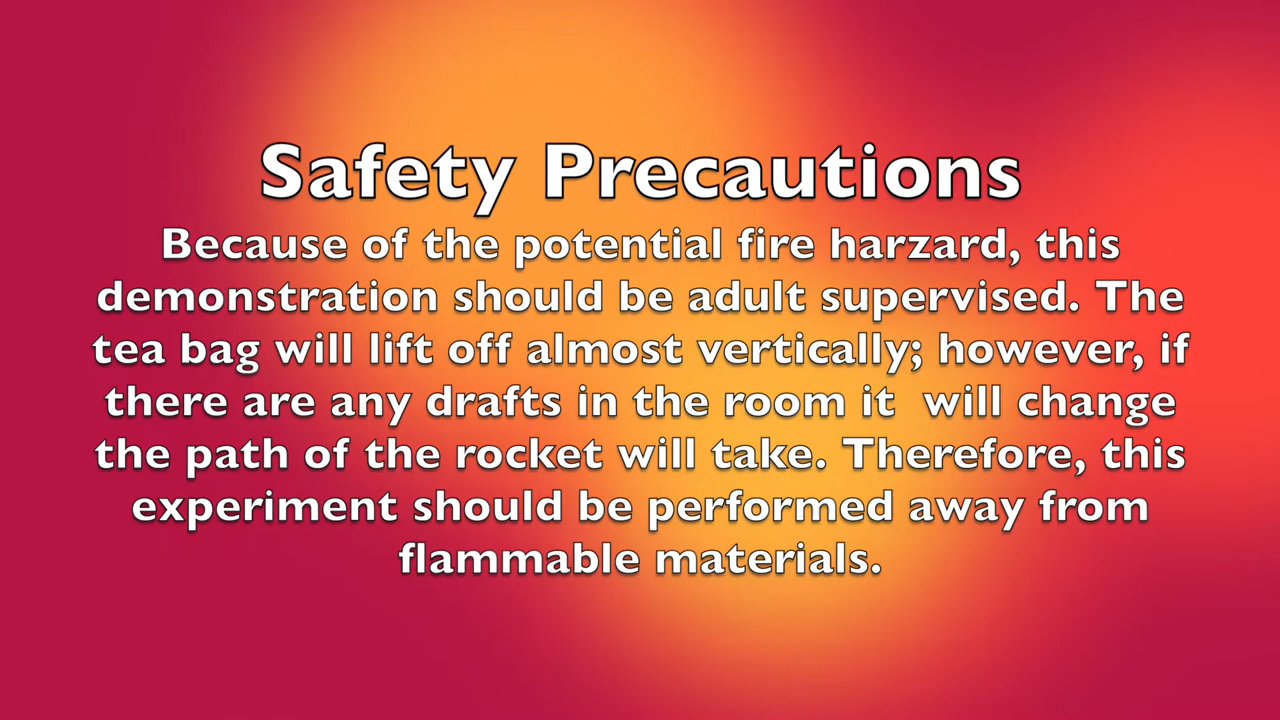 Safety Precautions
Because of the potential fire harzard, this
demonstration should be adult supervised. The
tea bag will lift off almost vertically; however, if
there are any drafts in the room it  will change
the path of the rocket will take. Therefore, this
experiment should be performed away from
flammable materials.